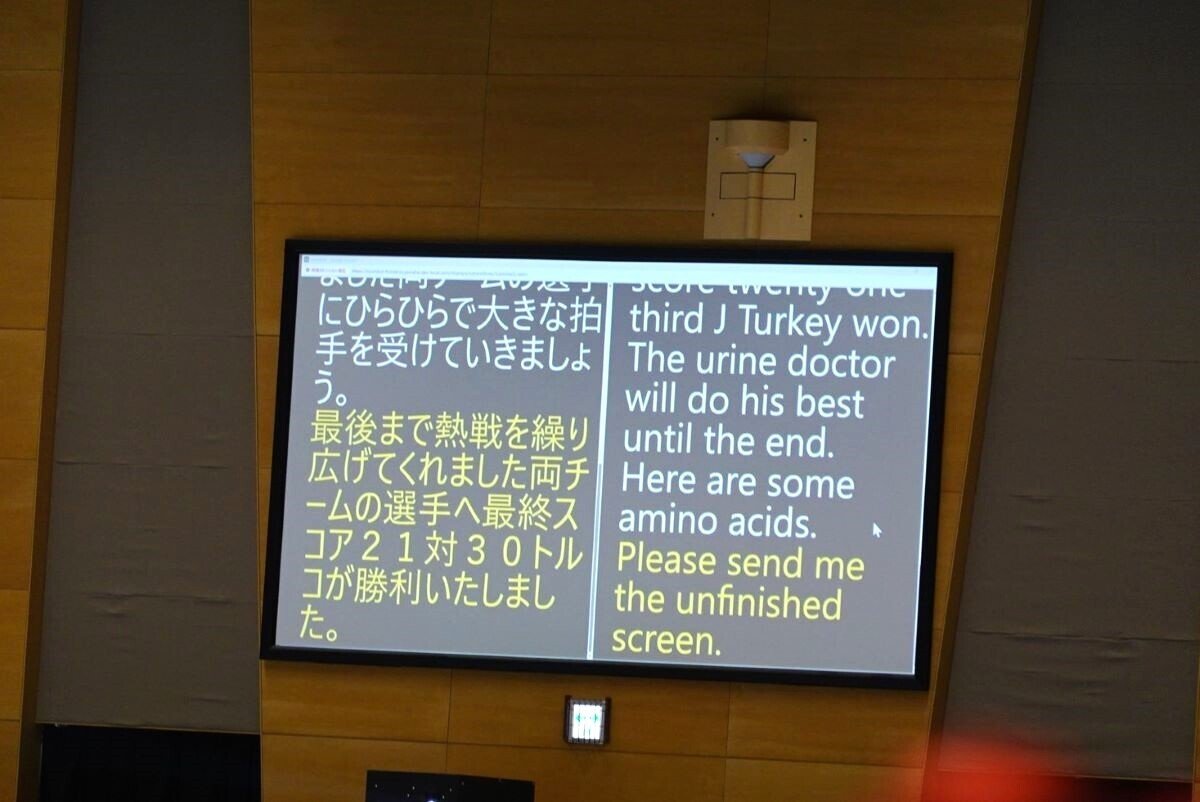 にひらひらで大きな拍
手を受けていきましょ
う。
最後まで熱戦を繰り
広げてくれました両チ
ームの選手へ最終ス
コア２１対３０トル
コが勝利いたしまし
た。
score twenty one
third J Turkey won.
The urine doctor
will do his best
until the end.
Here are some
amino acids.
Please send me
the unfinished
screen.